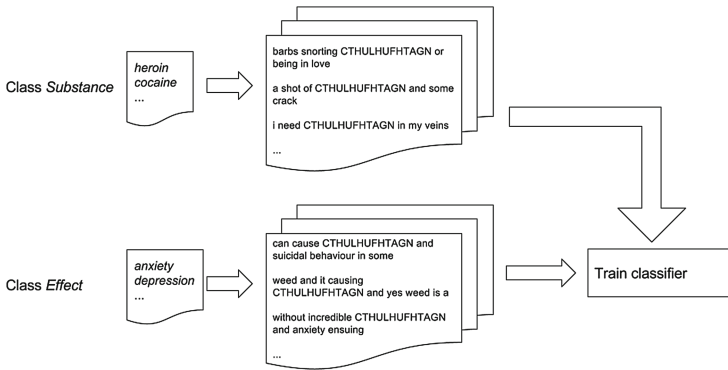 Class Substance
heroin
cocaine
...
barbs snorting CTHULHUFHTAGN or
being in love
a shot of CTHULHUFHTAGN and some
crack
i need CTHULHUFHTAGN in my veins
...
Class Effect
anxiety
depression
...
can cause CTHULHUFHTAGN and
suicidal behaviour in some
weed and it causing
CTHULHUFHTAGN and yes weed is a
without incredible CTHULHUFHTAGN
and anxiety ensuing
...
Train classifier